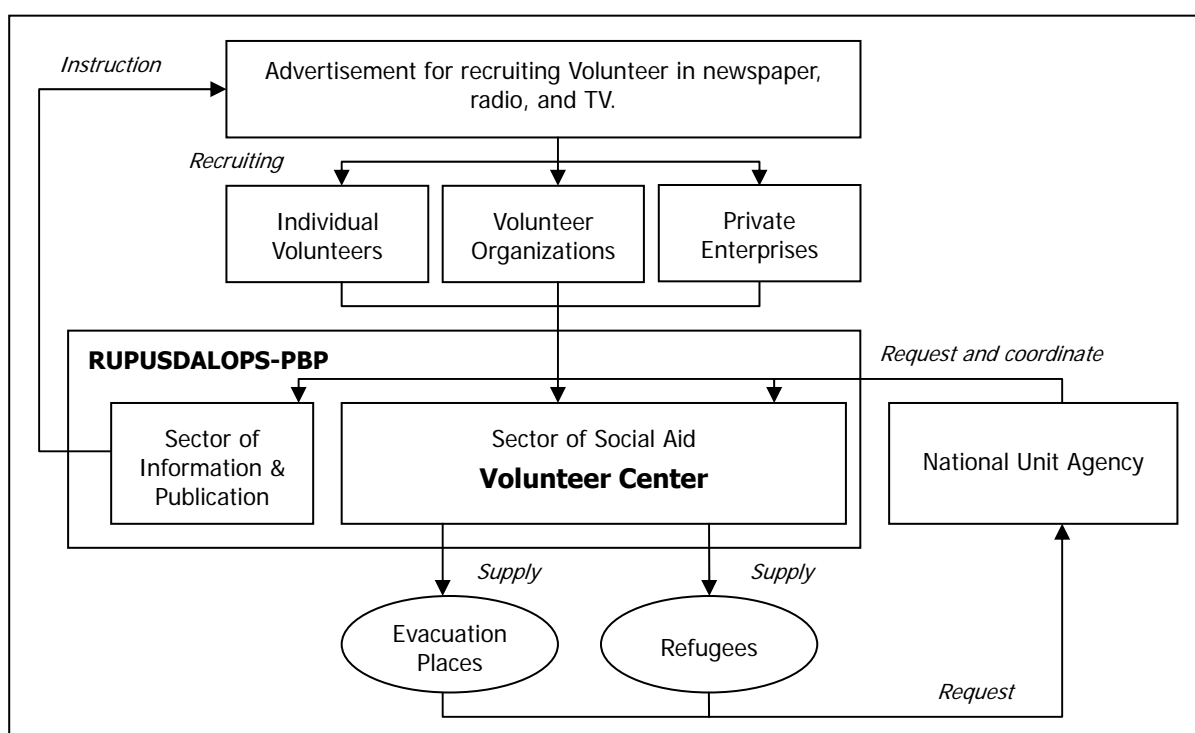 Instruction
Advertisement for recruiting Volunteer in newspaper,
radio, and TV.
Recruiting
Individual
Volunteers
Volunteer
Organizations
Private
Enterprises
RUPUSDALOPS-PBP
Request and coordinate
Sector of
Information &
Publication
Sector of Social Aid
Volunteer Center
National Unit Agency
Supply
Supply
Evacuation
Places
Refugees
Request